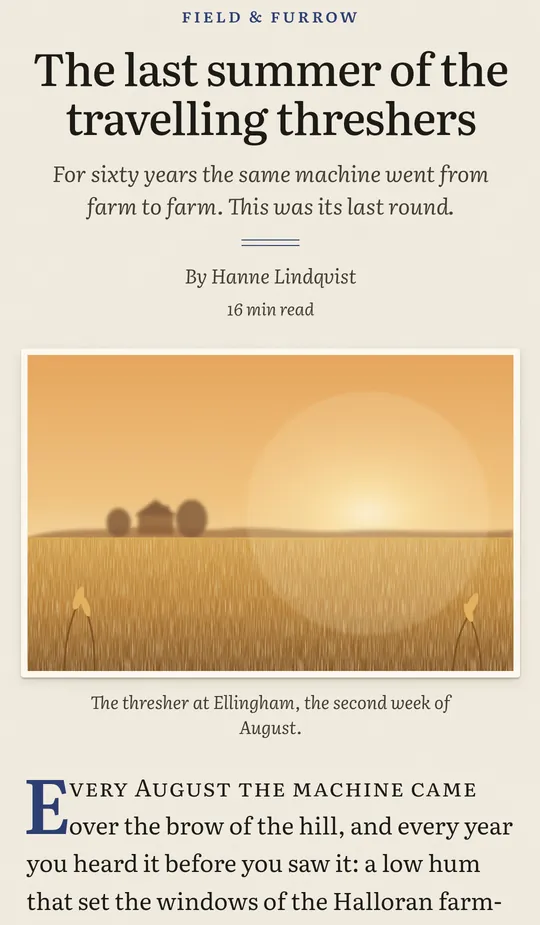 FIELD & FURROW
The last summer of the
travelling threshers
For sixty years the same machine went from
farm to farm. This was its last round.
By Hanne Lindqvist
16 min read
The thresher at Ellingham, the second week of
August.
EVERY AUGUST THE MACHINE CAME
over the brow of the hill, and every year
you heard it before you saw it: a low hum
that set the windows of the Halloran farm-